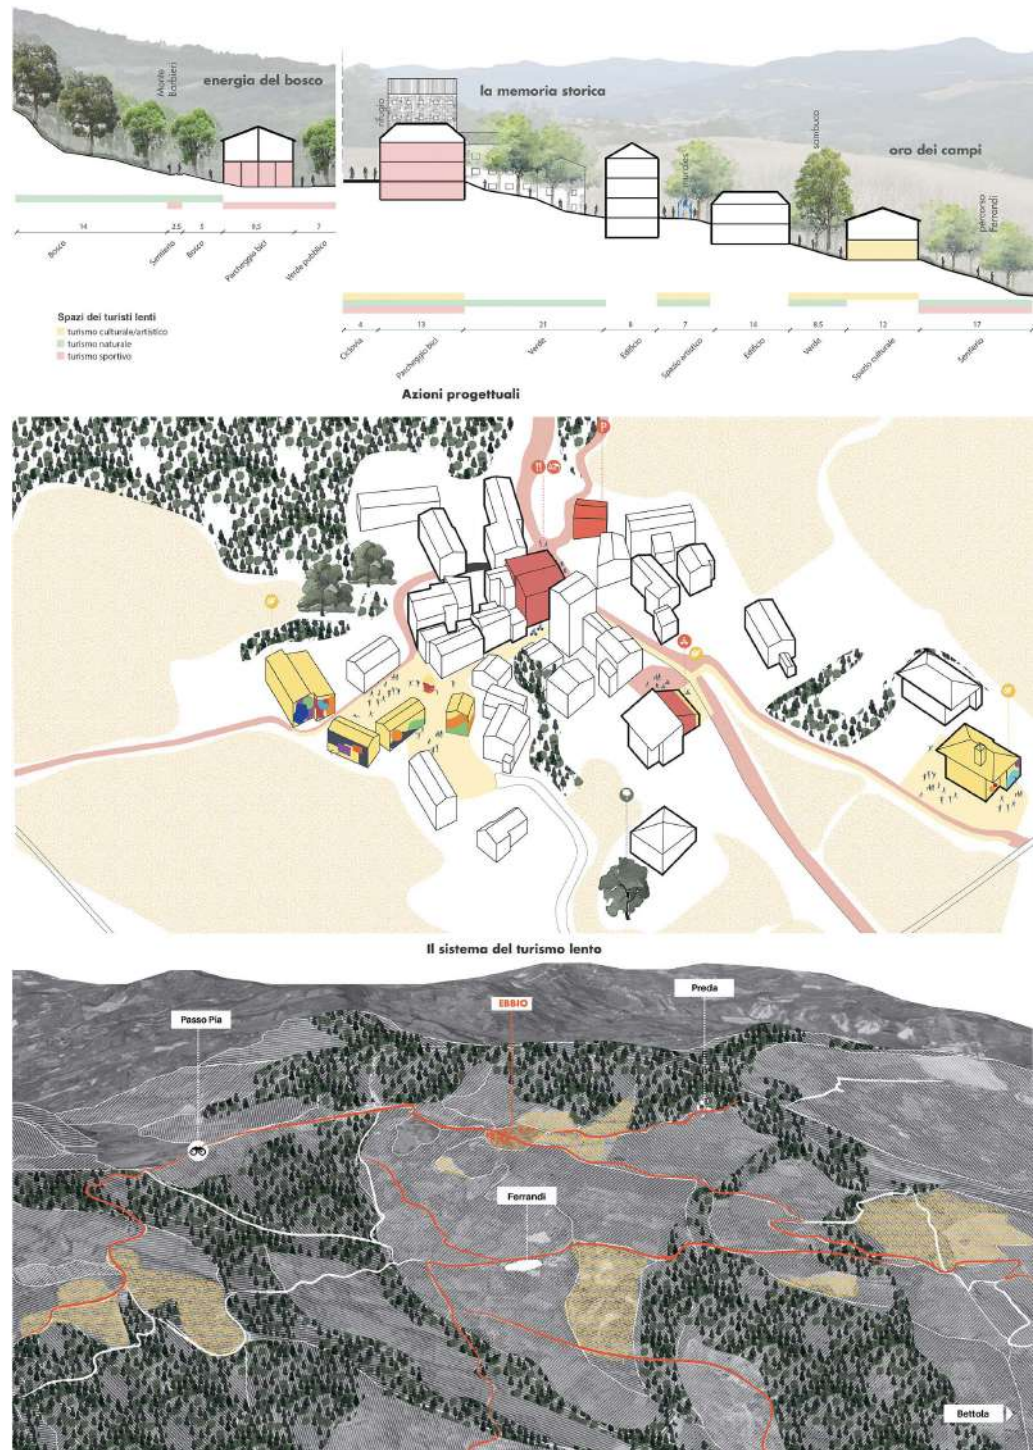 energia del bosco
Monte
Barbieri
14
2.5
5
9,5
7
Bosco
Sentiero
Bosco
Parcheggio bici
Verde pubblico
la memoria storica
oro dei campi
rifugio
murales
sambuco
percorso
Ferrandi
4
13
21
8
7
16
8.5
12
17
Ciclovia
Parcheggio bici
Verde
Edificio
Spazio artistico
Edificio
Verde
Spazio culturale
Sentiero
Spazi dei turisti lenti
turismo culturale/artistico
turismo naturale
turismo sportivo
Azioni progettuali
P
Il sistema del turismo lento
Passo Pia
EBBIO
Preda
Ferrandi
Bettola